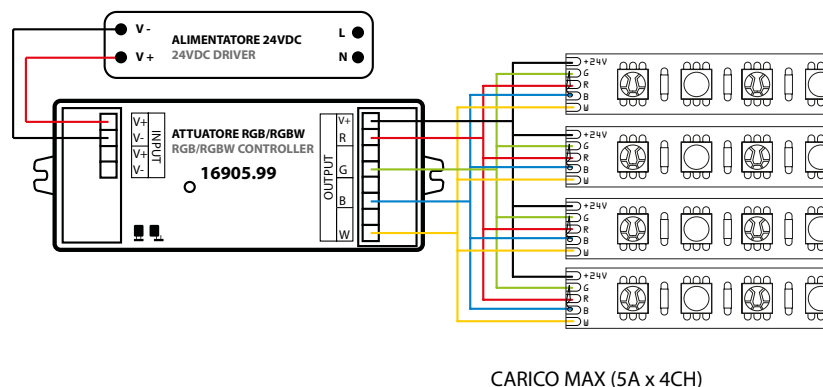 V -
V +
ALIMENTATORE 24VDC
24VDC DRIVER
L
N
V+
V-
V+
V-
INPUT
ATTUATORE RGB/RGBW
RGB/RGBW CONTROLLER
16905.99
OUTPUT
V+
R
G
B
W
+24V
G
R
B
W
+24V
G
R
B
W
+24V
G
R
B
W
+24V
G
R
B
W
CARICO MAX (5A x 4CH)